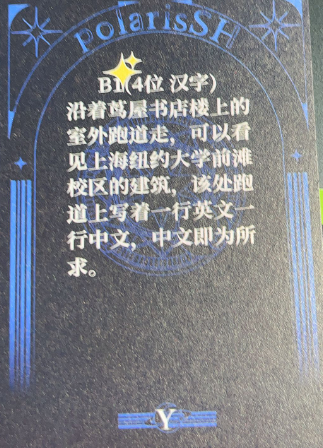 PolarisSH
B1(4位 汉字)
沿着茑屋书店楼上的
室外跑道走，可以看
见上海纽约大学前滩
校区的建筑，该处跑
道上写着一行英文一
行中文，中文即为所
求。
Y